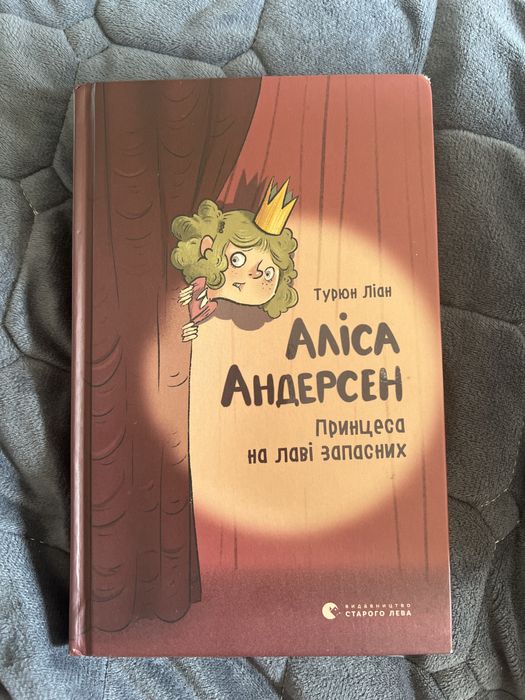 Турюн Ліан
Аліса
Андерсен
Принцеса
на лаві запасних
ВИДАВНИЦТВО
СТАРОГО ЛЕВА